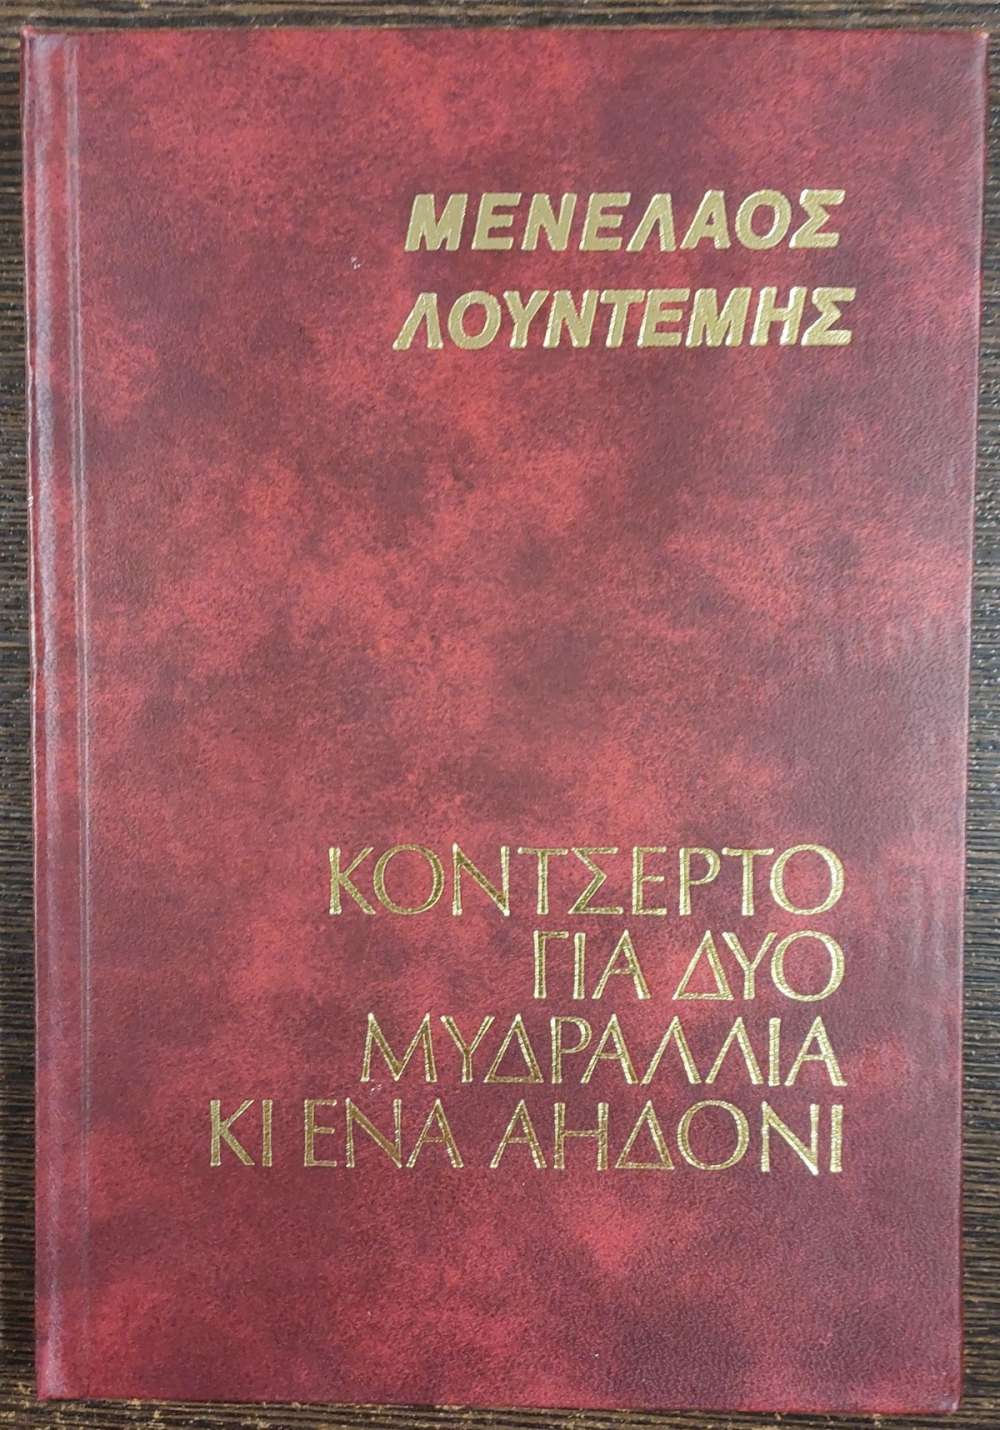 ΜΕΝΕΛΑΟΣ
ΛΟΥΝΤΕΜΗΣ
ΚΟΝΤΣΕΡΤΟ
ΓΙΑ ΔΥΟ
ΜΥΔΡΑΛΛΙΑ
ΚΙ ΕΝΑ ΑΗΔΟΝΙ